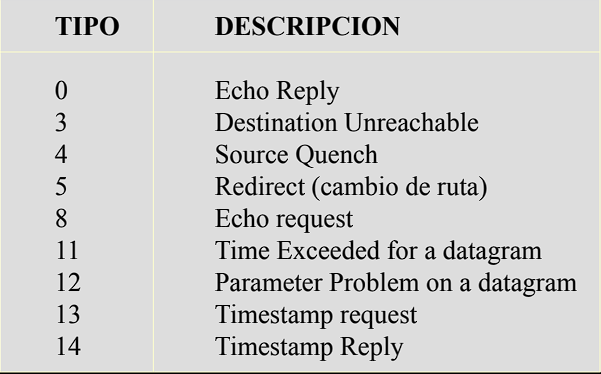 TIPO DESCRIPCION
0 Echo Reply
3 Destination Unreachable
4 Source Quench
5 Redirect (cambio de ruta)
8 Echo request
11 Time Exceeded for a datagram
12 Parameter Problem on a datagram
13 Timestamp request
14 Timestamp Reply